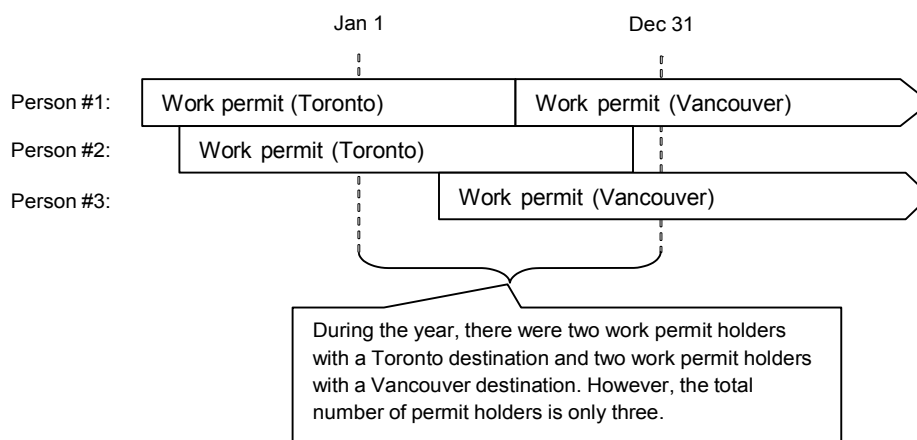 Jan 1 Dec 31
Person #1: Work permit (Toronto) Work permit (Vancouver)
Person #2: Work permit (Toronto)
Person #3: Work permit (Vancouver)
During the year, there were two work permit holders
with a Toronto destination and two work permit holders
with a Vancouver destination. However, the total
number of permit holders is only three.